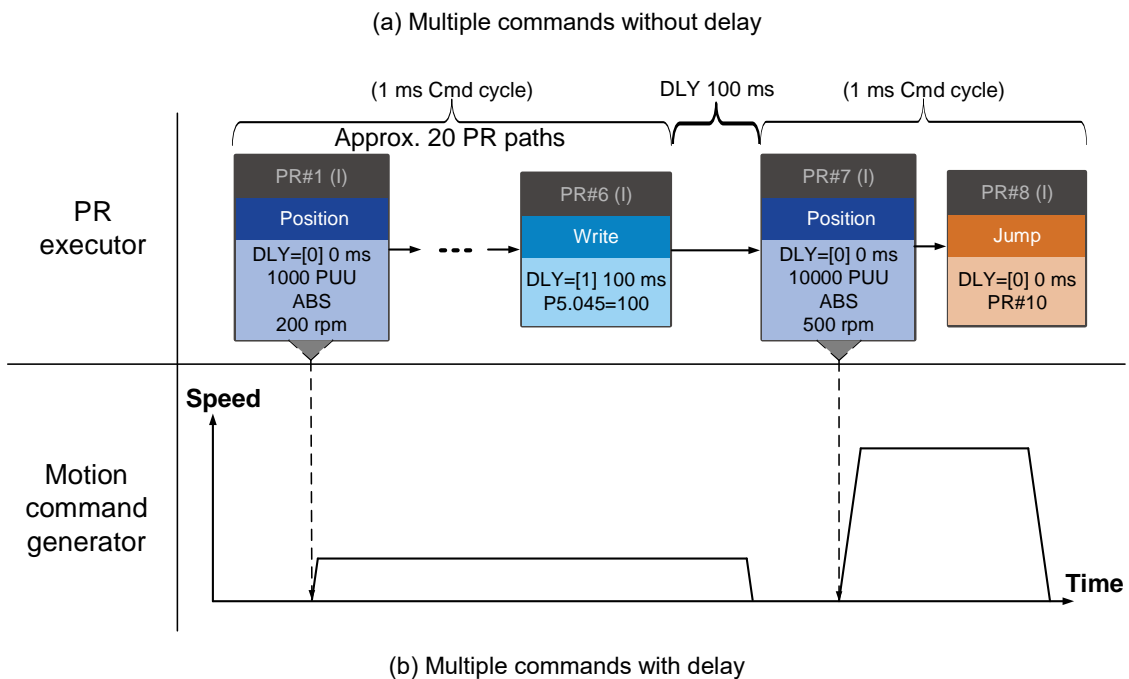 (a) Multiple commands without delay
(1 ms Cmd cycle)
DLY 100 ms
(1 ms Cmd cycle)
Approx. 20 PR paths
PR executor
PR#1 (I)
Position
DLY=[0] 0 ms
1000 PUU
ABS
200 rpm
PR#6 (I)
Write
DLY=[1] 100 ms
P5.045=100
PR#7 (I)
Position
DLY=[0] 0 ms
10000 PUU
ABS
500 rpm
PR#8 (I)
Jump
DLY=[0] 0 ms
PR#10
Motion
command
generator
Speed
Time
(b) Multiple commands with delay